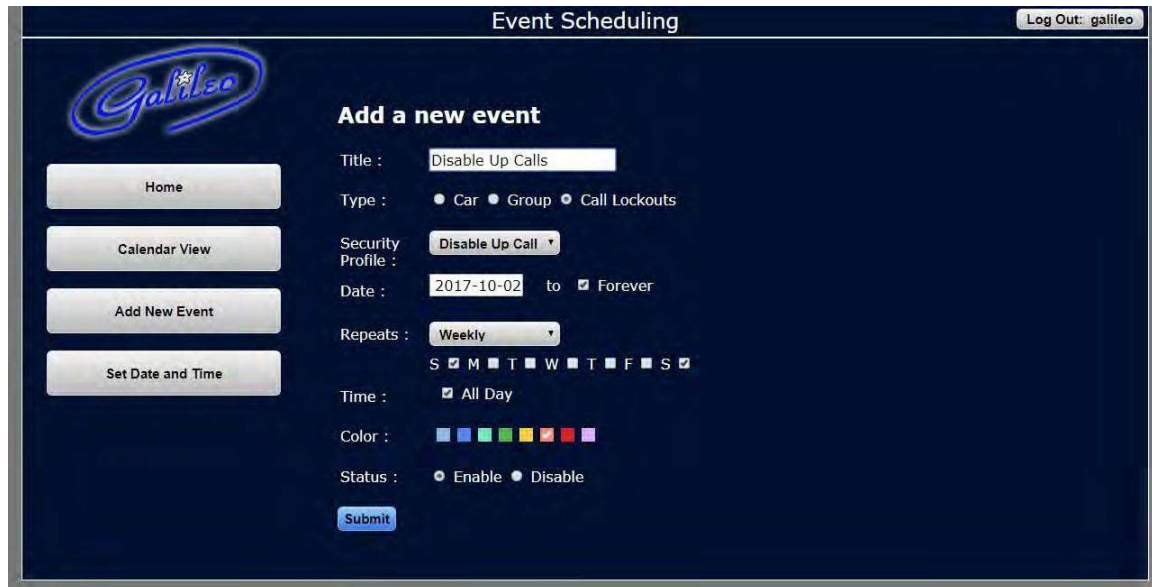 Event Scheduling
Log Out: galileo
Galileo
Home
Calendar View
Add New Event
Set Date and Time
Add a new event
Title : Disable Up Calls
Type : Car Group Call Lockouts
Security Profile : Disable Up Call
Date : 2017-10-02 to Forever
Repeats : Weekly
S M T W T F S
Time : All Day
Color :
Status : Enable Disable
Submit